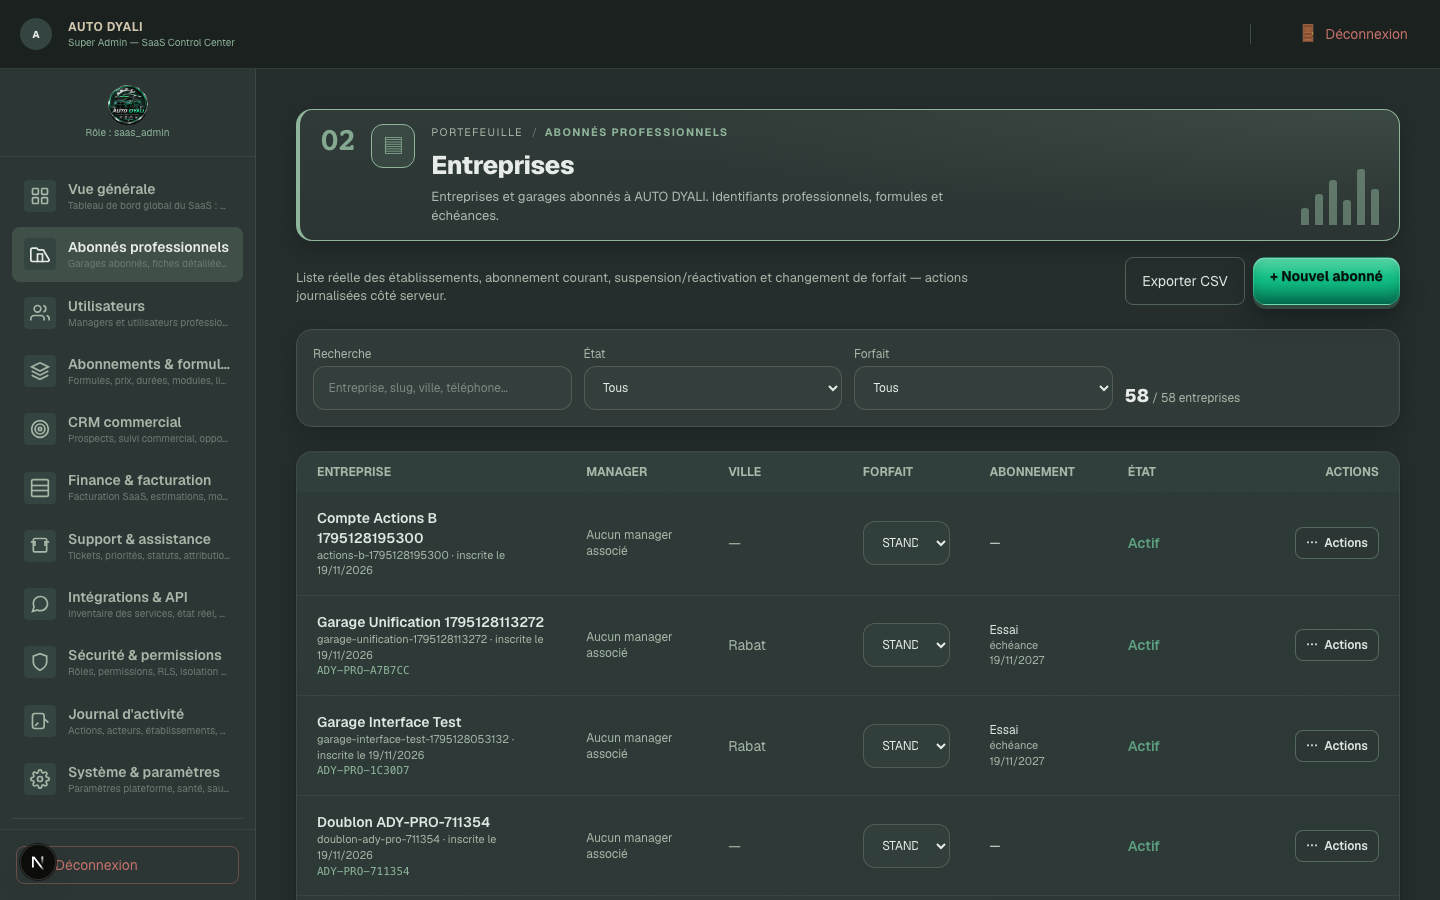 A
AUTO DYALI
Super Admin — SaaS Control Center
Déconnexion
AUTO DYALI
Rôle : saas_admin
Vue générale
Tableau de bord global du SaaS : ...
Abonnés professionnels
Garages abonnés, fiches détaillée...
Utilisateurs
Managers et utilisateurs professio...
Abonnements & formul...
Formules, prix, durées, modules, li...
CRM commercial
Prospects, suivi commercial, oppo...
Finance & facturation
Facturation SaaS, estimations, mo...
Support & assistance
Tickets, priorités, statuts, attributio...
Intégrations & API
Inventaire des services, état réel, ...
Sécurité & permissions
Rôles, permissions, RLS, isolation ...
Journal d'activité
Actions, acteurs, établissements, ...
Système & paramètres
Paramètres plateforme, santé, sau...
N
Déconnexion
02
PORTEFEUILLE / ABONNÉS PROFESSIONNELS
Entreprises
Entreprises et garages abonnés à AUTO DYALI. Identifiants professionnels, formules et
échéances.
Liste réelle des établissements, abonnement courant, suspension/réactivation et changement de forfait — actions
journalisées côté serveur.
Exporter CSV
+ Nouvel abonné
Recherche
État
Forfait
Entreprise, slug, ville, téléphone...
Tous
Tous
58 / 58 entreprises
ENTREPRISE
MANAGER
VILLE
FORFAIT
ABONNEMENT
ÉTAT
ACTIONS
Compte Actions B
1795128195300
actions-b-1795128195300 · inscrite le
19/11/2026
Aucun manager
associé
—
STAND
—
Actif
··· Actions
Garage Unification 1795128113272
garage-unification-1795128113272 · inscrite le
19/11/2026
ADY-PRO-A7B7CC
Aucun manager
associé
Rabat
STAND
Essai
échéance
19/11/2027
Actif
··· Actions
Garage Interface Test
garage-interface-test-1795128053132 ·
inscrite le 19/11/2026
ADY-PRO-1C30D7
Aucun manager
associé
Rabat
STAND
Essai
échéance
19/11/2027
Actif
··· Actions
Doublon ADY-PRO-711354
doublon-ady-pro-711354 · inscrite le
19/11/2026
ADY-PRO-711354
Aucun manager
associé
—
STAND
—
Actif
··· Actions